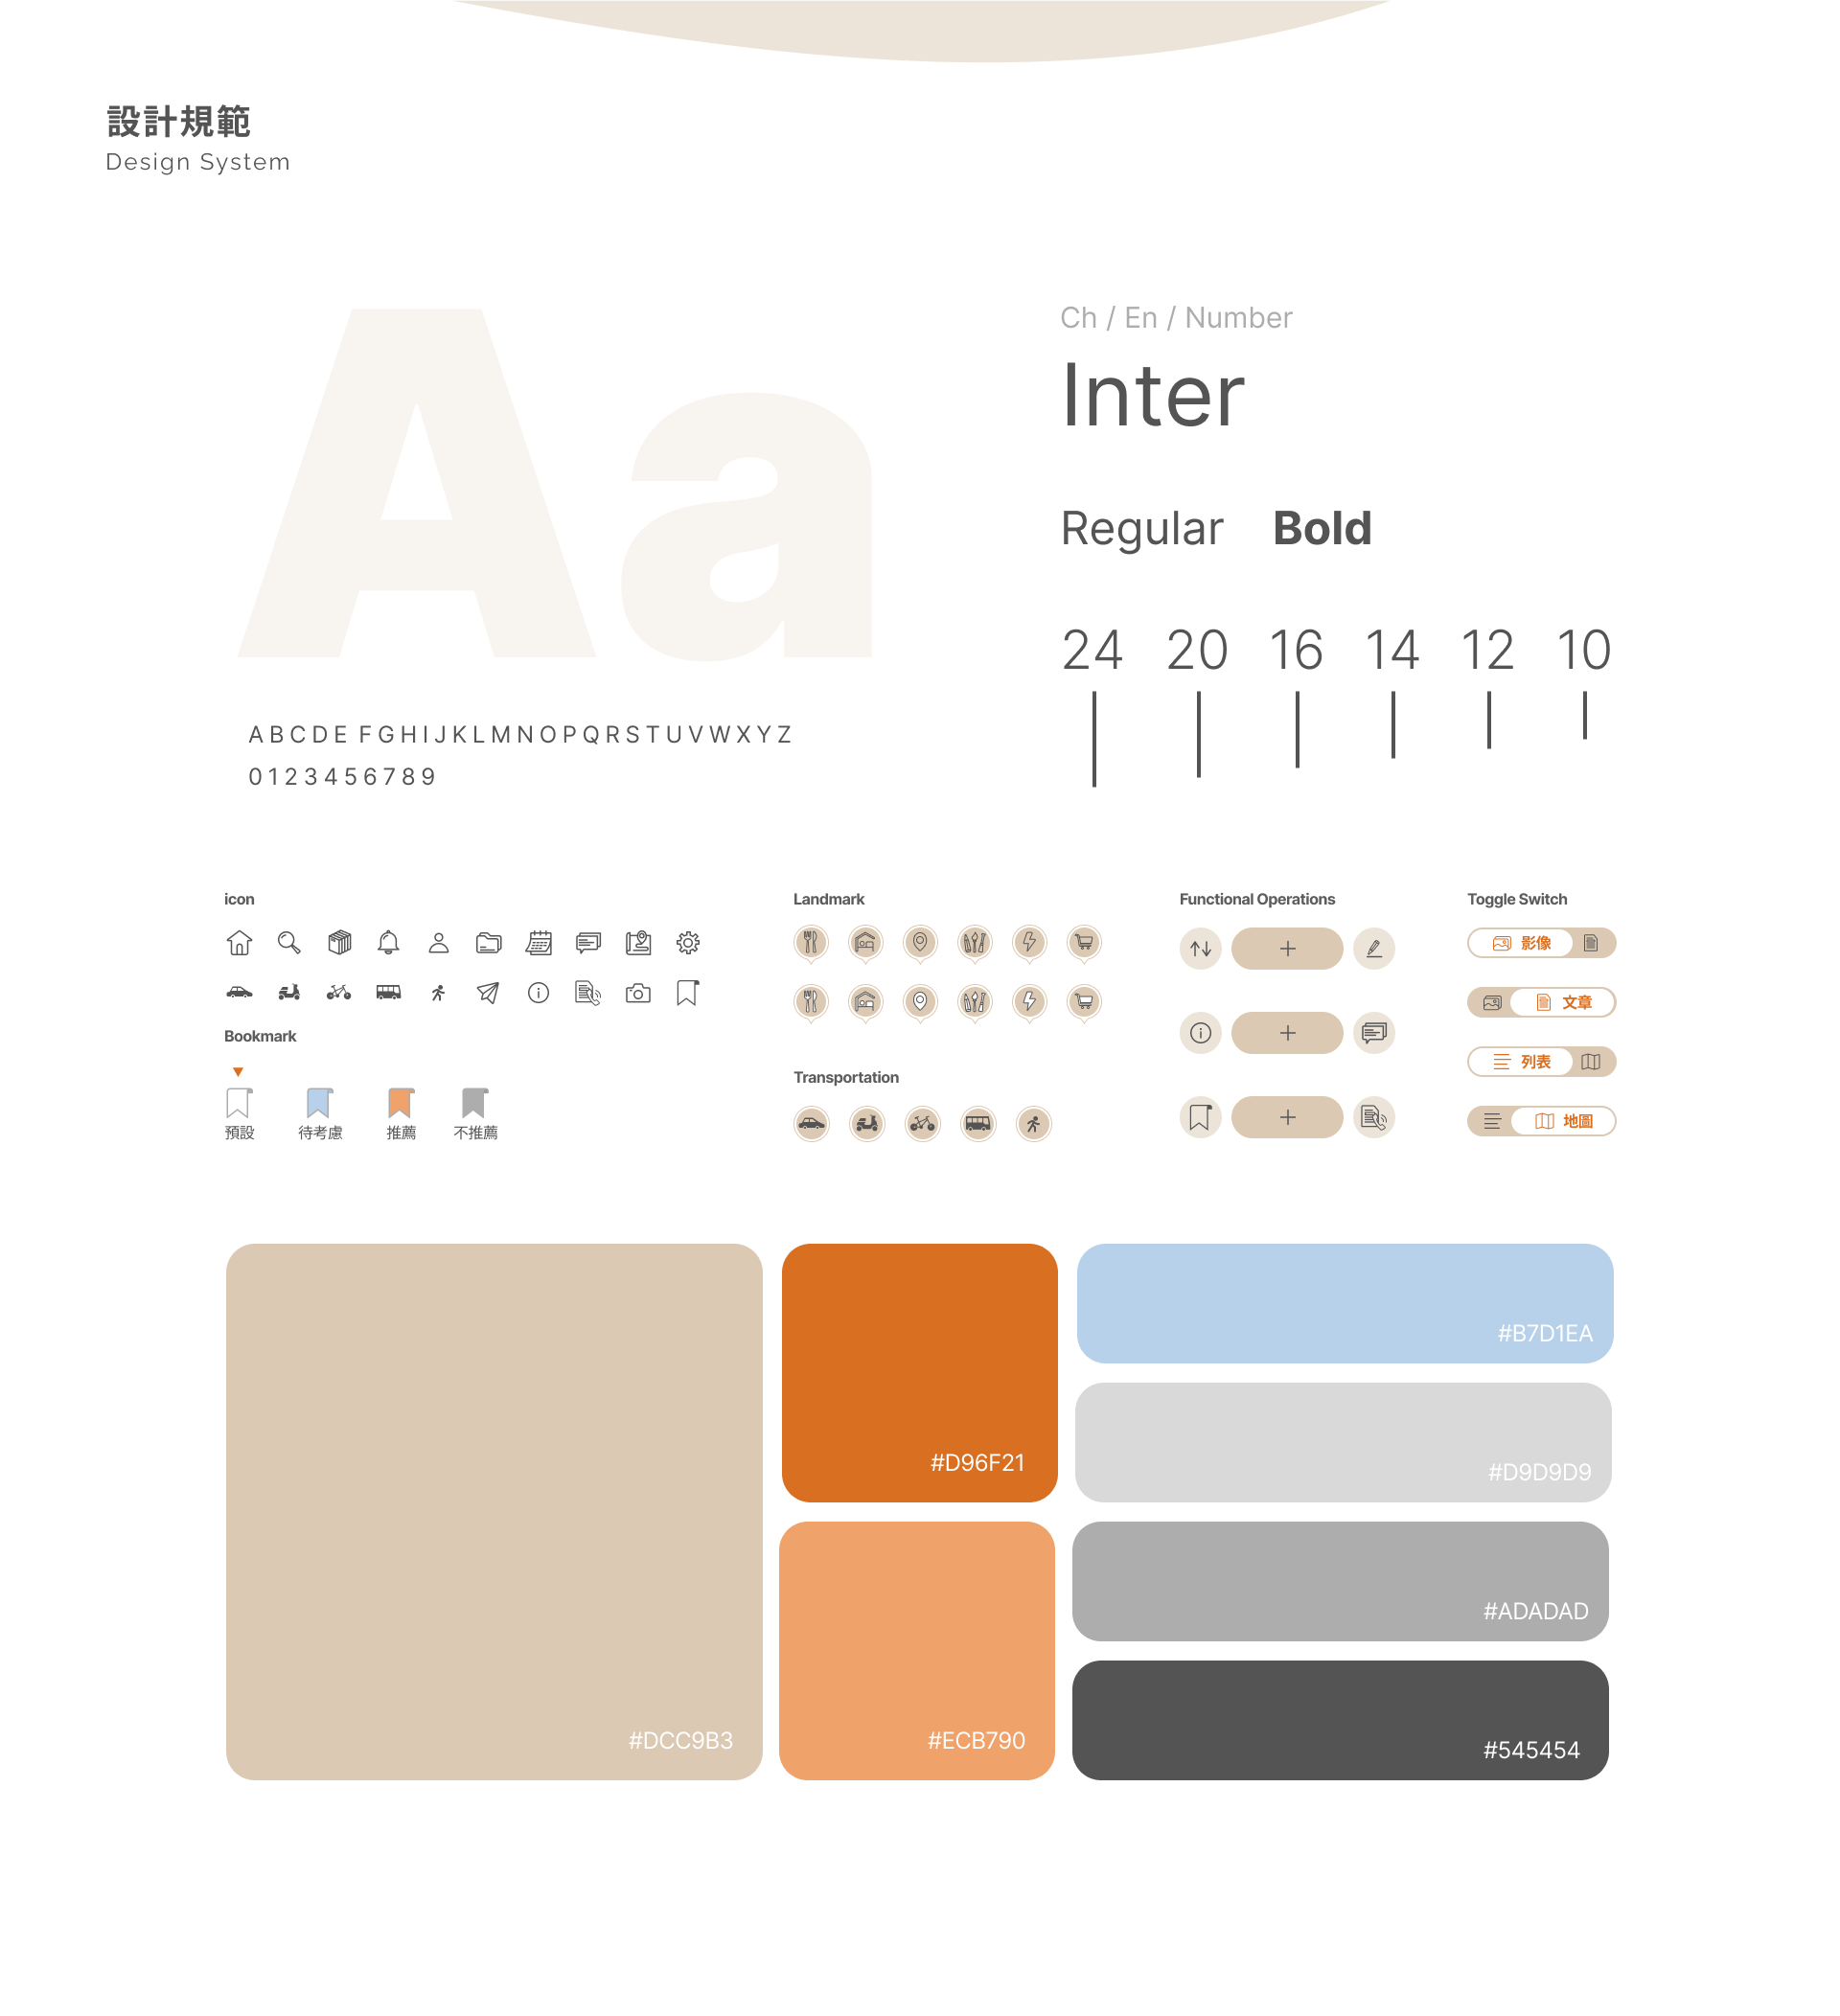 設計規範
Design System
Aa
Ch / En / Number
Inter
Regular Bold
24 20 16 14 12 10
A B C D E F G H I J K L M N O P Q R S T U V W X Y Z
0 1 2 3 4 5 6 7 8 9
icon
Bookmark
預設 待考慮 推薦 不推薦
Landmark
Transportation
Functional Operations
Toggle Switch
影像
文章
列表
地圖
#DCC9B3
#D96F21
#ECB790
#B7D1EA
#D9D9D9
#ADADAD
#545454